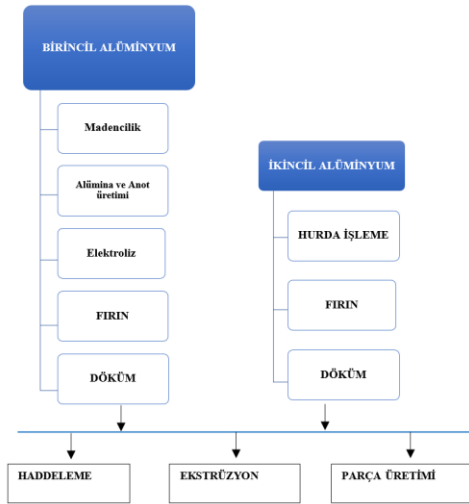 BİRİNCİL ALÜMİNYUM
Madencilik
Alümina ve Anot
üretimi
Elektroliz
FIRIN
DÖKÜM
İKİNCİL ALÜMİNYUM
HURDA İŞLEME
FIRIN
DÖKÜM
HADDELEME
EKSTRÜZYON
PARÇA ÜRETİMİ